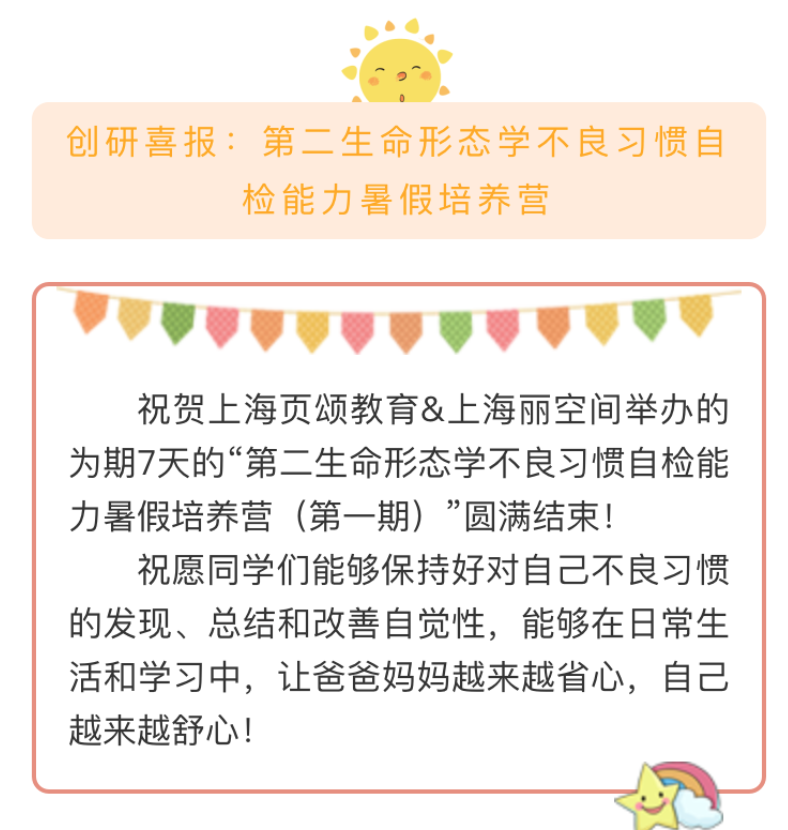 创研喜报：第二生命形态学不良习惯自
检能力暑假培养营
祝贺上海页颂教育&上海丽空间举办的
为期7天的“第二生命形态学不良习惯自检能
力暑假培养营（第一期）”圆满结束！
祝愿同学们能够保持好对自己不良习惯
的发现、总结和改善自觉性，能够在日常生
活和学习中，让爸爸妈妈越来越省心，自己
越来越舒心！